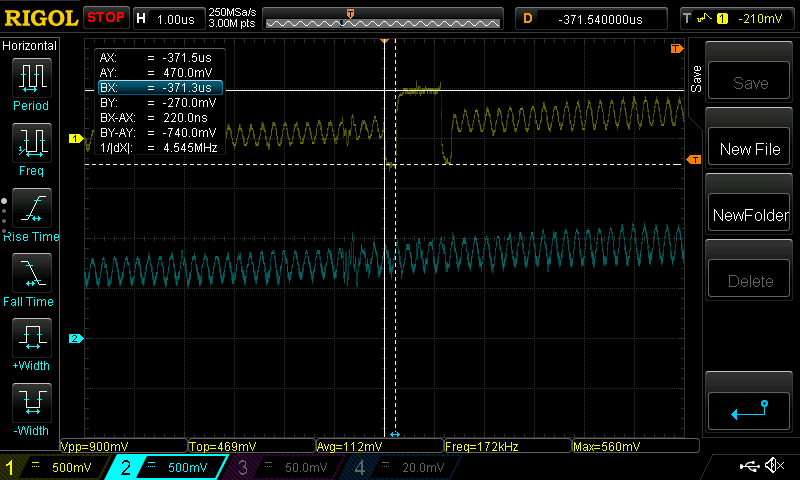 RIGOL STOP H 1.00us 250MSa/s 3.00M pts T D -371.540000us T 1 -210mV
Horizontal
Period
Freq
Rise Time
Fall Time
+Width
-Width
AX: = -371.5us
AY: = 470.0mV
BX: = -371.3us
BY: = -270.0mV
BX-AX: = 220.0ns
BY-AY: = -740.0mV
1/|dX|: = 4.545MHz
T
1
T
2
Save
Save
New File
NewFolder
Delete
Vpp=900mV Top=469mV Avg=112mV Freq=172kHz Max=560mV
1 500mV 2 500mV 3 50.0mV 4 20.0mV